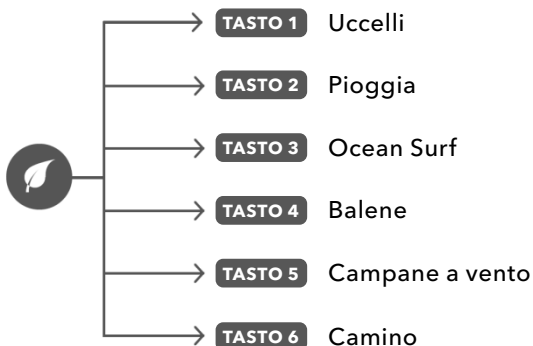 TASTO 1 Uccelli
TASTO 2 Pioggia
TASTO 3 Ocean Surf
TASTO 4 Balene
TASTO 5 Campane a vento
TASTO 6 Camino